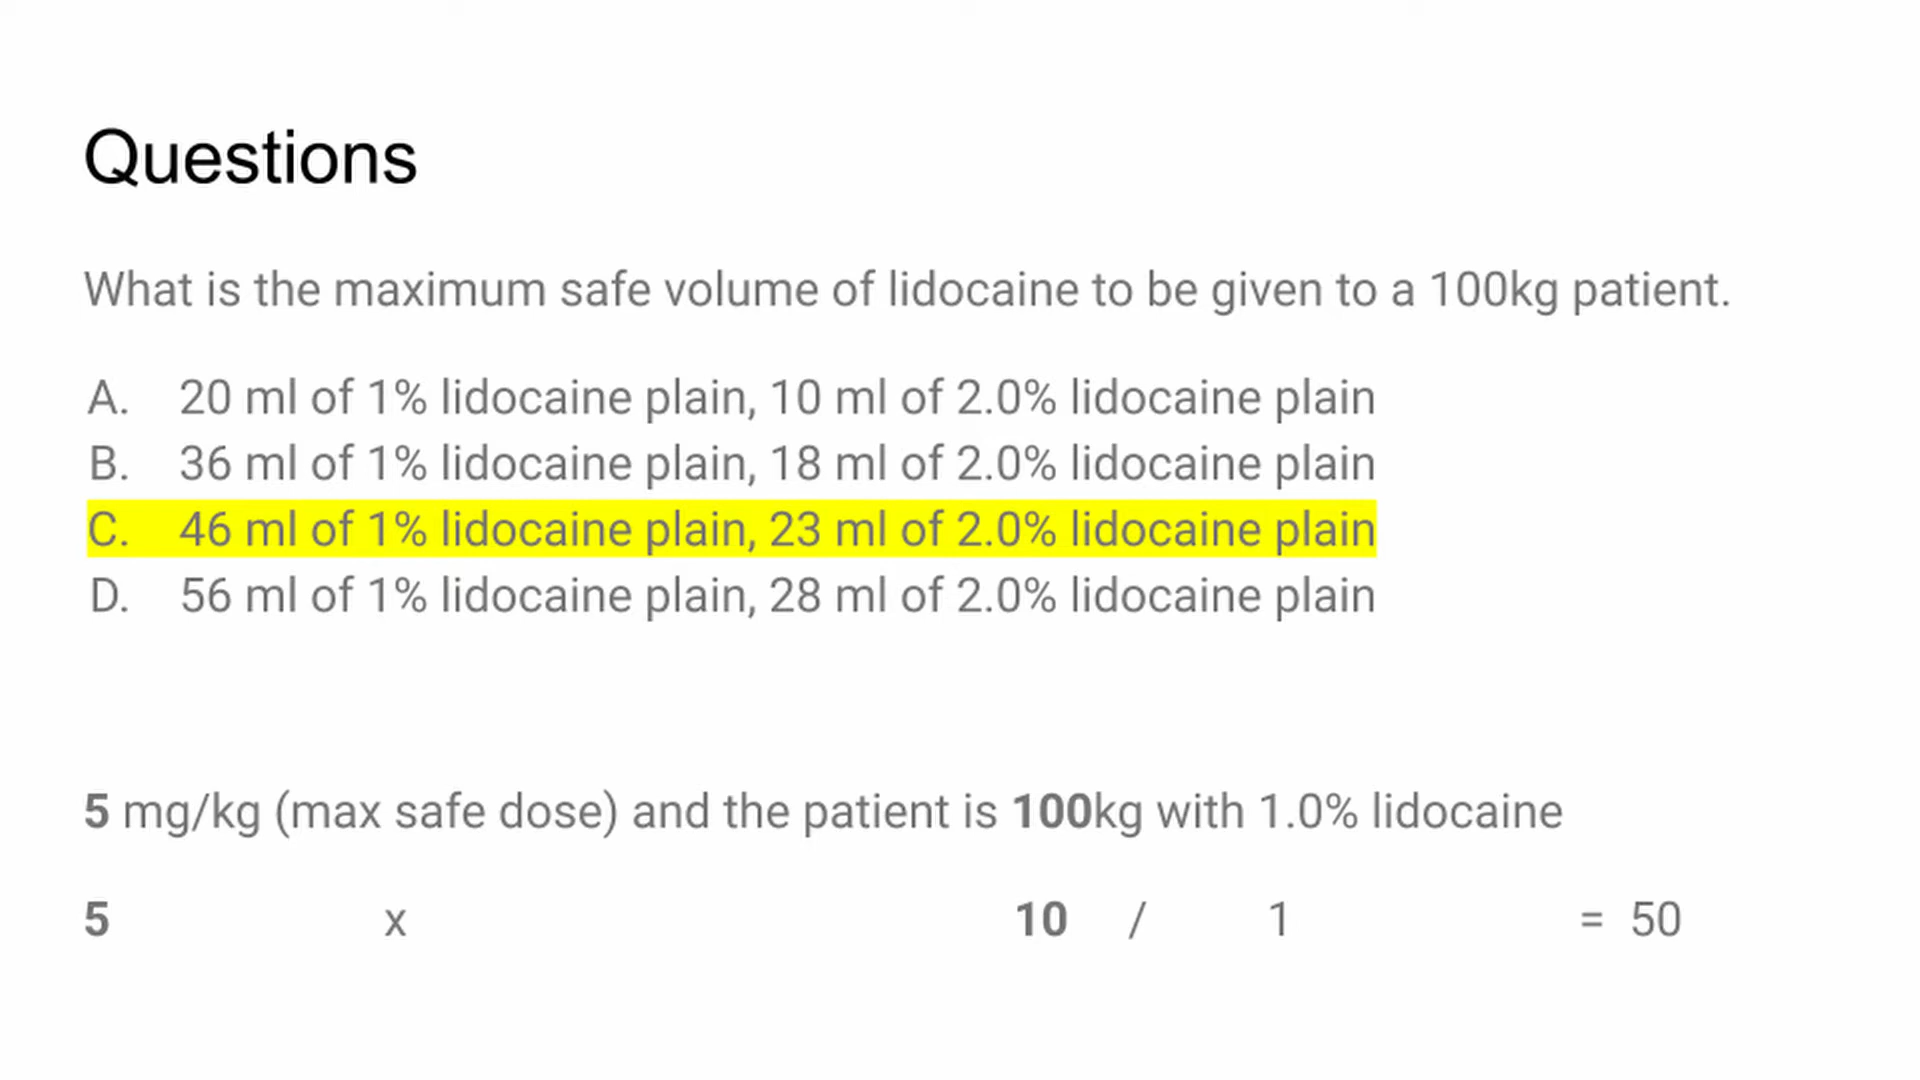 Questions
What is the maximum safe volume of lidocaine to be given to a 100kg patient.
A. 20 ml of 1% lidocaine plain, 10 ml of 2.0% lidocaine plain
B. 36 ml of 1% lidocaine plain, 18 ml of 2.0% lidocaine plain
C. 46 ml of 1% lidocaine plain, 23 ml of 2.0% lidocaine plain
D. 56 ml of 1% lidocaine plain, 28 ml of 2.0% lidocaine plain
5 mg/kg (max safe dose) and the patient is 100kg with 1.0% lidocaine
5 x 10 / 1 = 50